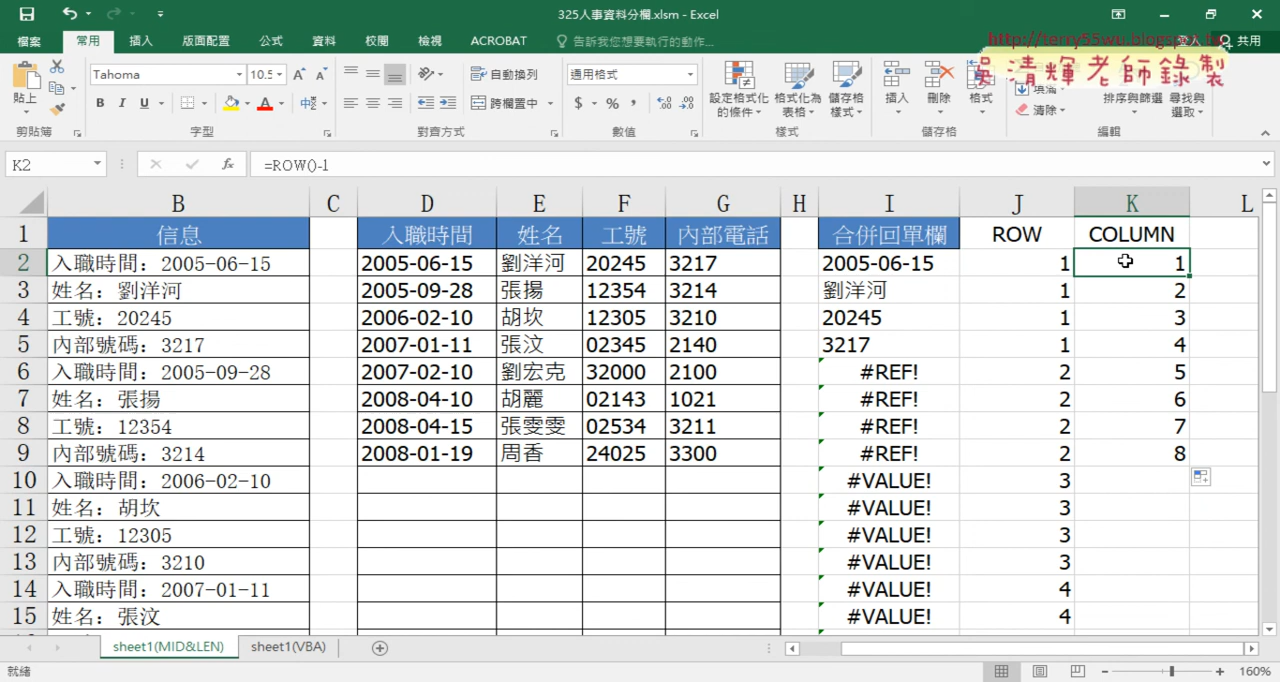 325人事資料分欄.xlsm - Excel
檔案 常用 插入 版面配置 公式 資料 校閱 檢視 ACROBAT 告訴我您想要執行的動作... 登入 共用
http://terry55wu.blogspot.tw
吳清輝老師錄製
貼上 Tahoma 10.5 自動換列 通用格式 設定格式化的條件 格式化為表格 儲存格樣式 插入 刪除 格式 填滿 清除 排序與篩選 尋找與選取
B I U 中 跨欄置中 $ % ,
剪貼簿 字型 對齊方式 數值 樣式 儲存格 編輯
K2 fx =ROW()-1
B C D E F G H I J K L
1 信息 入職時間 姓名 工號 內部電話 合併回單欄 ROW COLUMN
2 入職時間：2005-06-15 2005-06-15 劉洋河 20245 3217 2005-06-15 1 1
3 姓名：劉洋河 2005-09-28 張揚 12354 3214 劉洋河 1 2
4 工號：20245 2006-02-10 胡坎 12305 3210 20245 1 3
5 內部號碼：3217 2007-01-11 張汶 02345 2140 3217 1 4
6 入職時間：2005-09-28 2007-02-10 劉宏克 32000 2100 #REF! 2 5
7 姓名：張揚 2008-04-10 胡麗 02143 1021 #REF! 2 6
8 工號：12354 2008-04-15 張雯雯 02534 3211 #REF! 2 7
9 內部號碼：3214 2008-01-19 周香 24025 3300 #REF! 2 8
10 入職時間：2006-02-10 #VALUE! 3
11 姓名：胡坎 #VALUE! 3
12 工號：12305 #VALUE! 3
13 內部號碼：3210 #VALUE! 3
14 入職時間：2007-01-11 #VALUE! 4
15 姓名：張汶 #VALUE! 4
sheet1(MID&LEN) sheet1(VBA)
就緒 160%